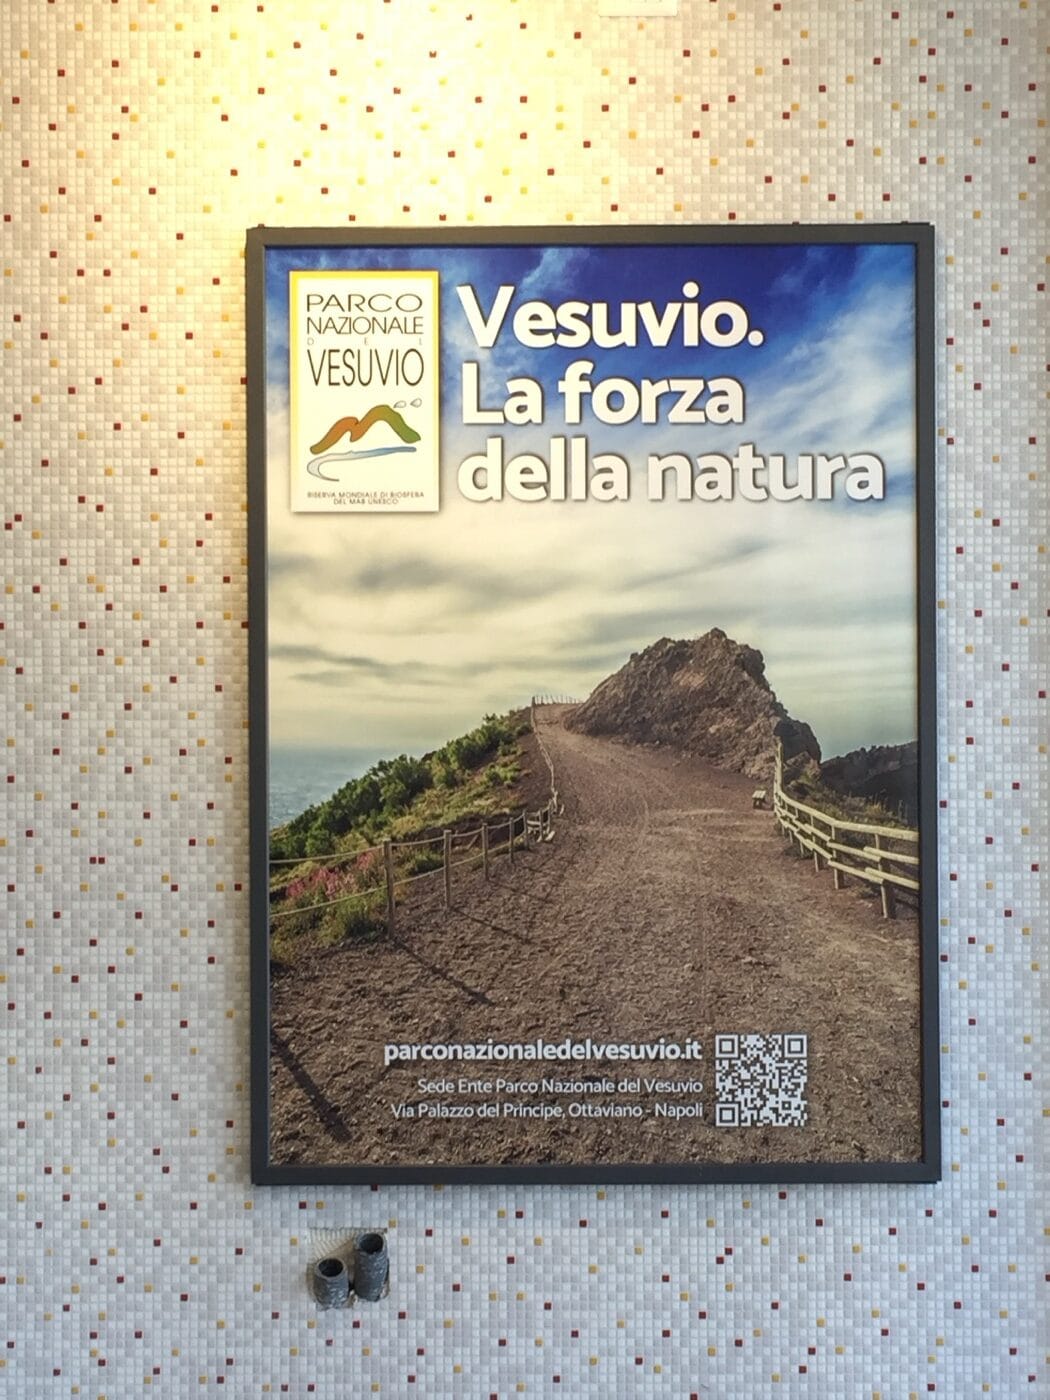 PARCO
NAZIONALE
DEL
VESUVIO
RISERVA MONDIALE DI BIOSFERA
DEL MAB UNESCO
Vesuvio.
La forza
della natura
parconazionaledelvesuvio.it
Sede Ente Parco Nazionale del Vesuvio
Via Palazzo del Principe, Ottaviano - Napoli